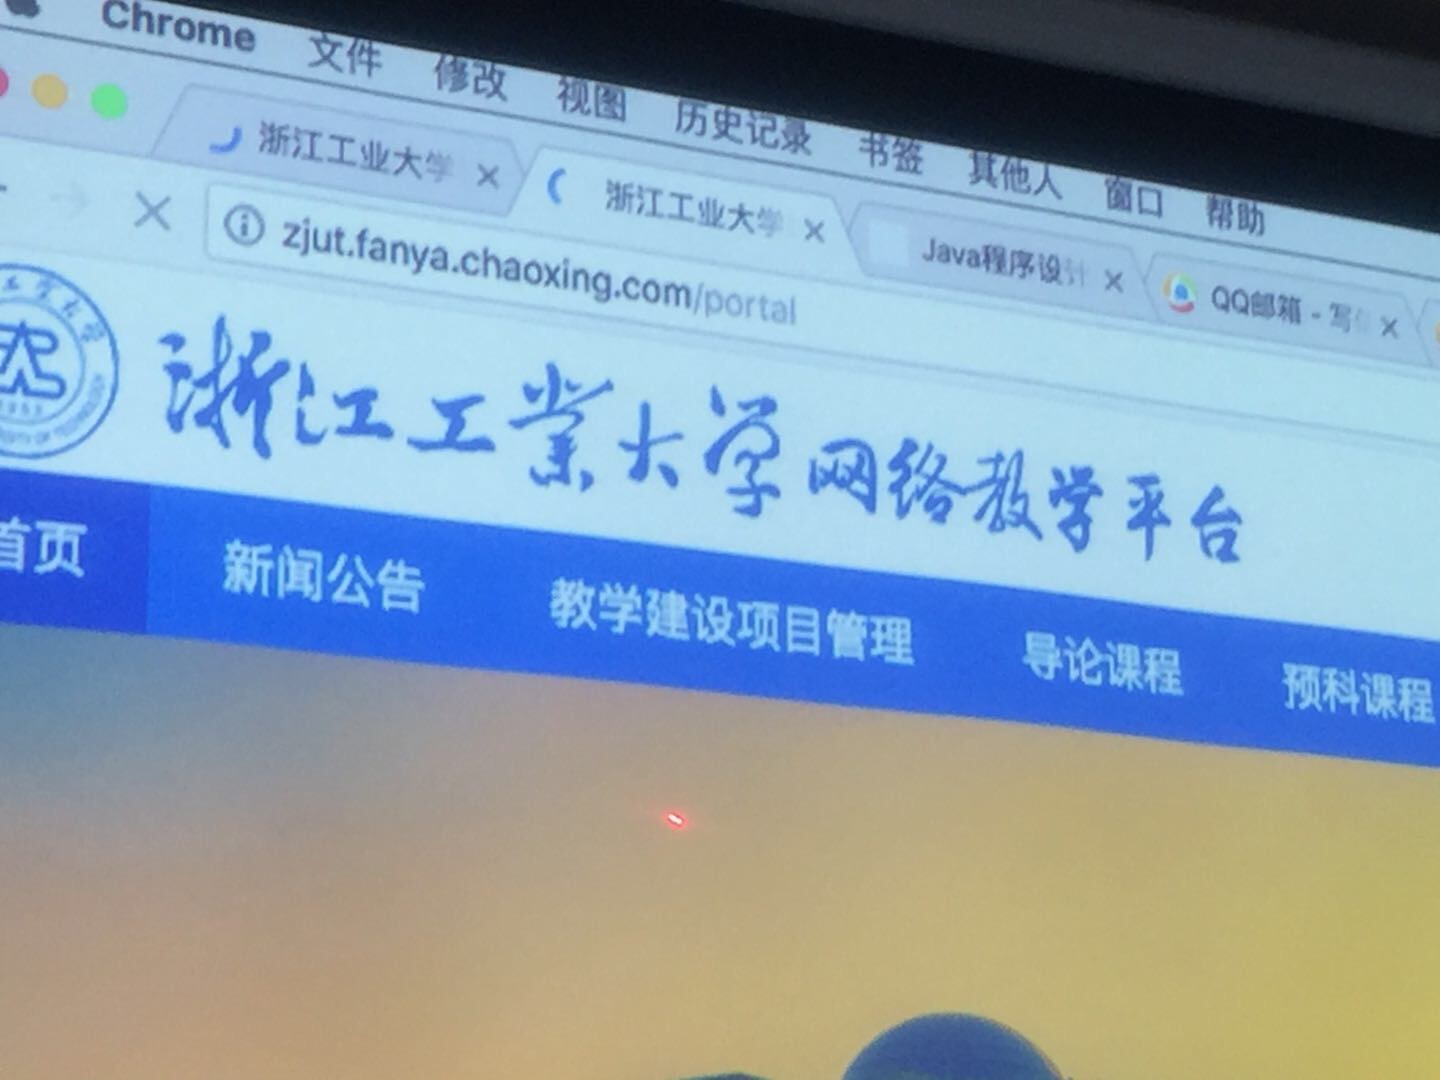 Chrome 文件 修改 视图 历史记录 书签 其他人 窗口 帮助
浙江工业大学 浙江工业大学 Java程序设计 QQ邮箱 - 写
zjut.fanya.chaoxing.com/portal
浙江工業大学网络教学平台
首页 新闻公告 教学建设项目管理 导论课程 预科课程